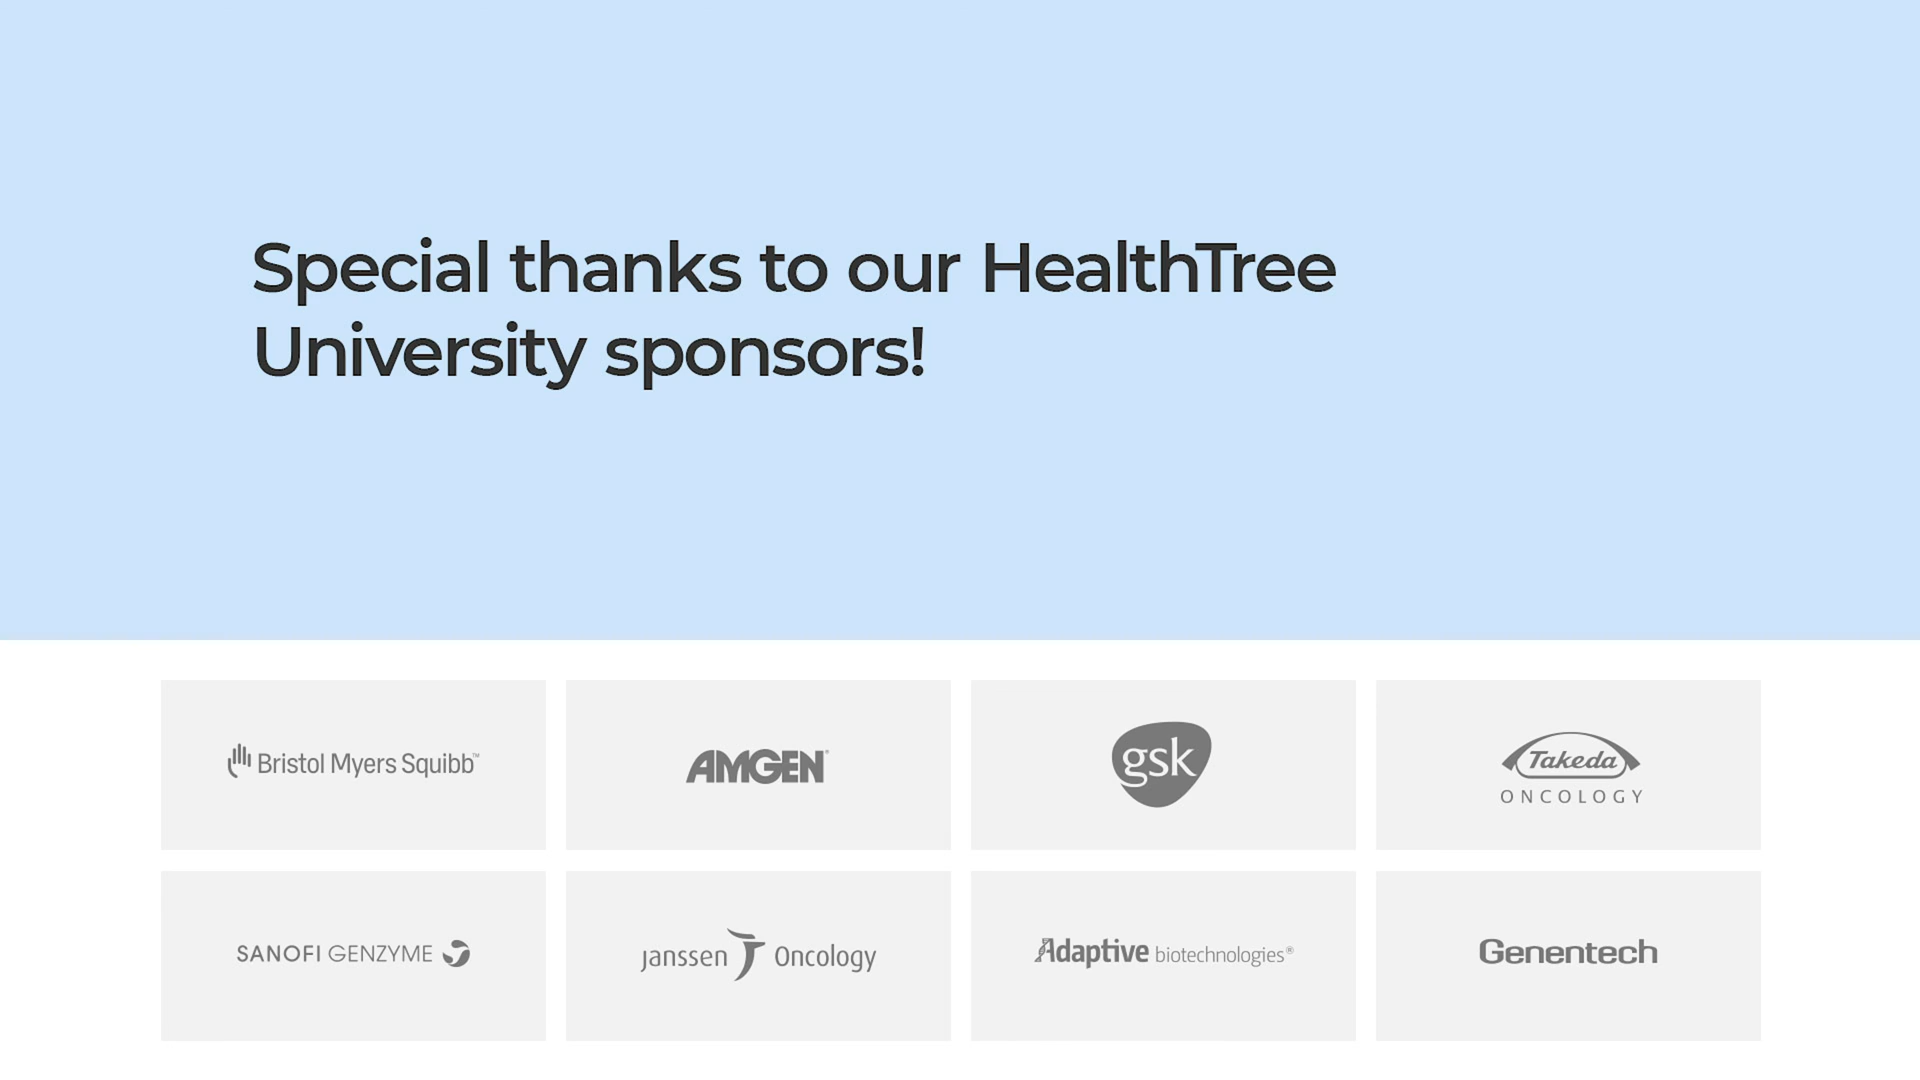 Special thanks to our HealthTree
University sponsors!
Bristol Myers Squibb™
AMGEN®
gsk
Takeda
ONCOLOGY
SANOFI GENZYME
janssen Oncology
Adaptive biotechnologies®
Genentech